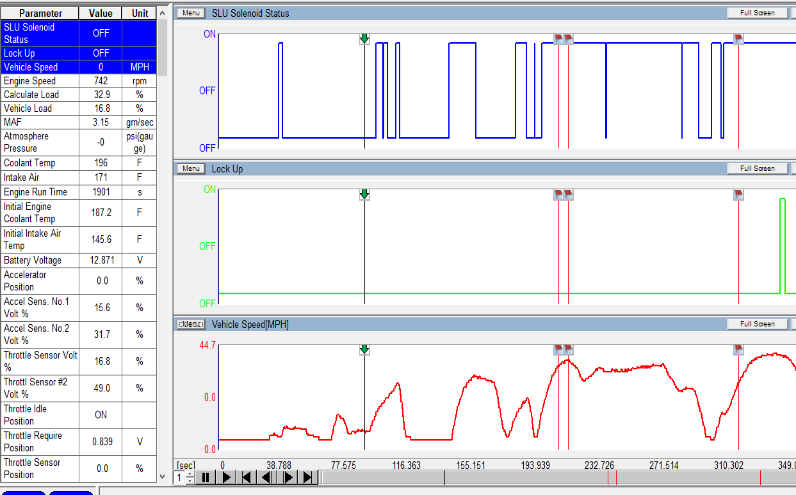 Parameter Value Unit
SLU Solenoid Status OFF
Lock Up OFF
Vehicle Speed 0 MPH
Engine Speed 742 rpm
Calculate Load 32.9 %
Vehicle Load 16.8 %
MAF 3.15 gm/sec
Atmosphere Pressure -0 psi(gauge)
Coolant Temp 196 F
Intake Air 171 F
Engine Run Time 1901 s
Initial Engine Coolant Temp 187.2 F
Initial Intake Air Temp 145.6 F
Battery Voltage 12.871 V
Accelerator Position 0.0 %
Accel Sens. No.1 Volt % 15.6 %
Accel Sens. No.2 Volt % 31.7 %
Throttle Sensor Volt % 16.8 %
Throttl Sensor #2 Volt % 49.0 %
Throttle Idle Position ON
Throttle Require Position 0.839 V
Throttle Sensor Position 0.0 %
Menu SLU Solenoid Status Full Screen
ON
OFF
OFF
Menu Lock Up Full Screen
ON
OFF
OFF
Vehicle Speed[MPH] Full Screen
44.7
0.0
0.0
[sec] 0 38.788 77.575 116.363 155.151 193.939 232.726 271.514 310.302 349.0
1